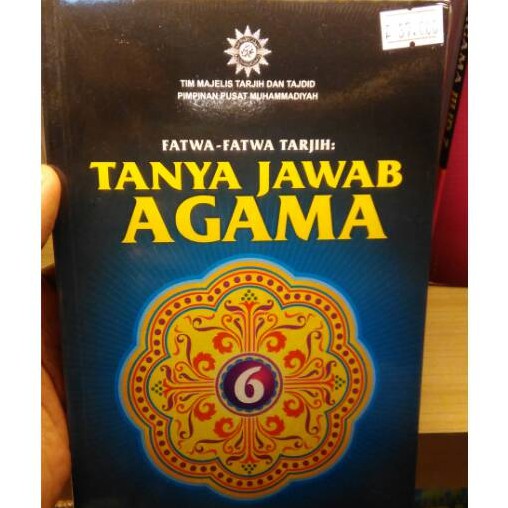 TIM MAJELIS TARJIH DAN TAJDID
PIMPINAN PUSAT MUHAMMADIYAH
FATWA-FATWA TARJIH:
TANYA JAWAB
AGAMA
6